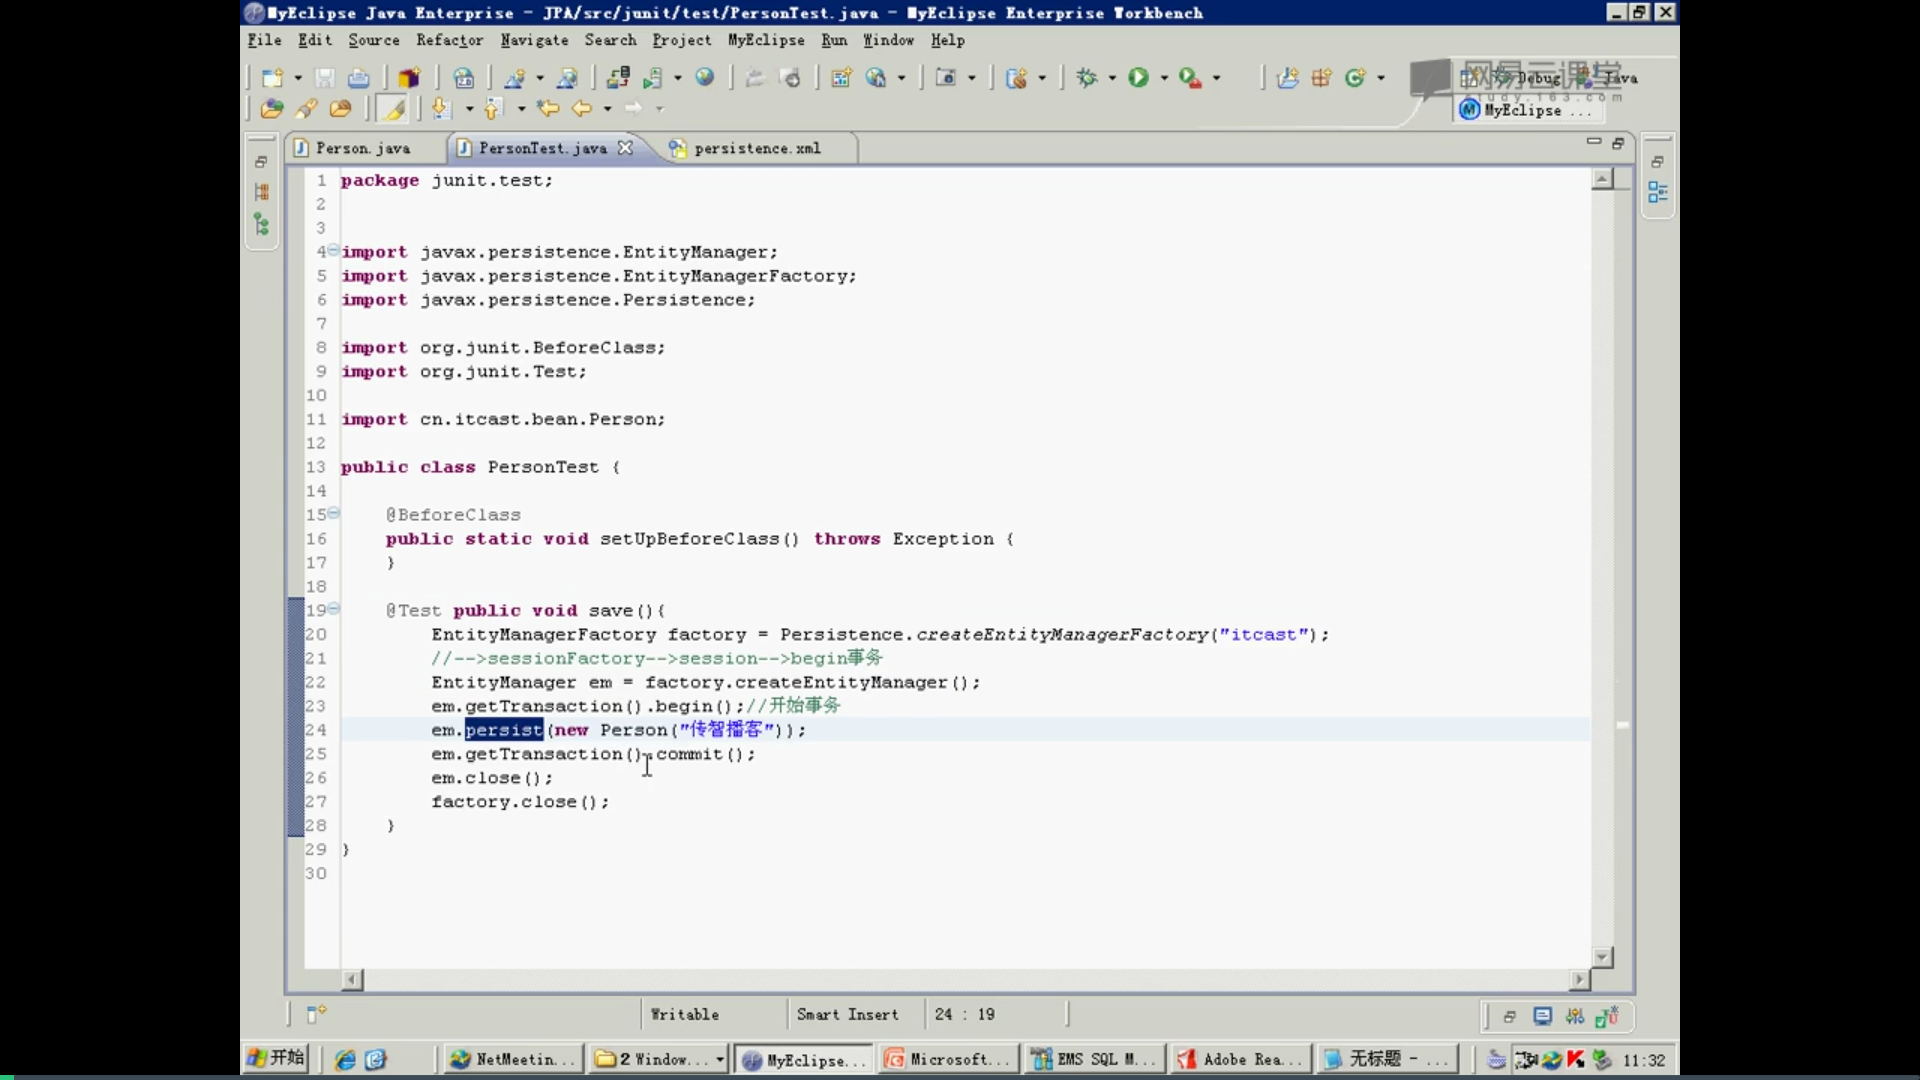 MyEclipse Java Enterprise - JPA/src/junit/test/PersonTest.java - MyEclipse Enterprise Workbench
File Edit Source Refactor Navigate Search Project MyEclipse Run Window Help
网易云课堂
Debug Java
study.163.com
MyEclipse ...
Person.java PersonTest.java persistence.xml
1 package junit.test;
2
3
4 import javax.persistence.EntityManager;
5 import javax.persistence.EntityManagerFactory;
6 import javax.persistence.Persistence;
7
8 import org.junit.BeforeClass;
9 import org.junit.Test;
10
11 import cn.itcast.bean.Person;
12
13 public class PersonTest {
14
15 @BeforeClass
16 public static void setUpBeforeClass() throws Exception {
17 }
18
19 @Test public void save(){
20 EntityManagerFactory factory = Persistence.createEntityManagerFactory("itcast");
21 //-->sessionFactory-->session-->begin事务
22 EntityManager em = factory.createEntityManager();
23 em.getTransaction().begin();//开始事务
24 em.persist(new Person("传智播客"));
25 em.getTransaction().commit();
26 em.close();
27 factory.close();
28 }
29 }
30
Writable Smart Insert 24 : 19
开始 NetMeetin... 2 Window... MyEclipse... Microsoft... EMS SQL M... Adobe Rea... 无标题 - ... 11:32